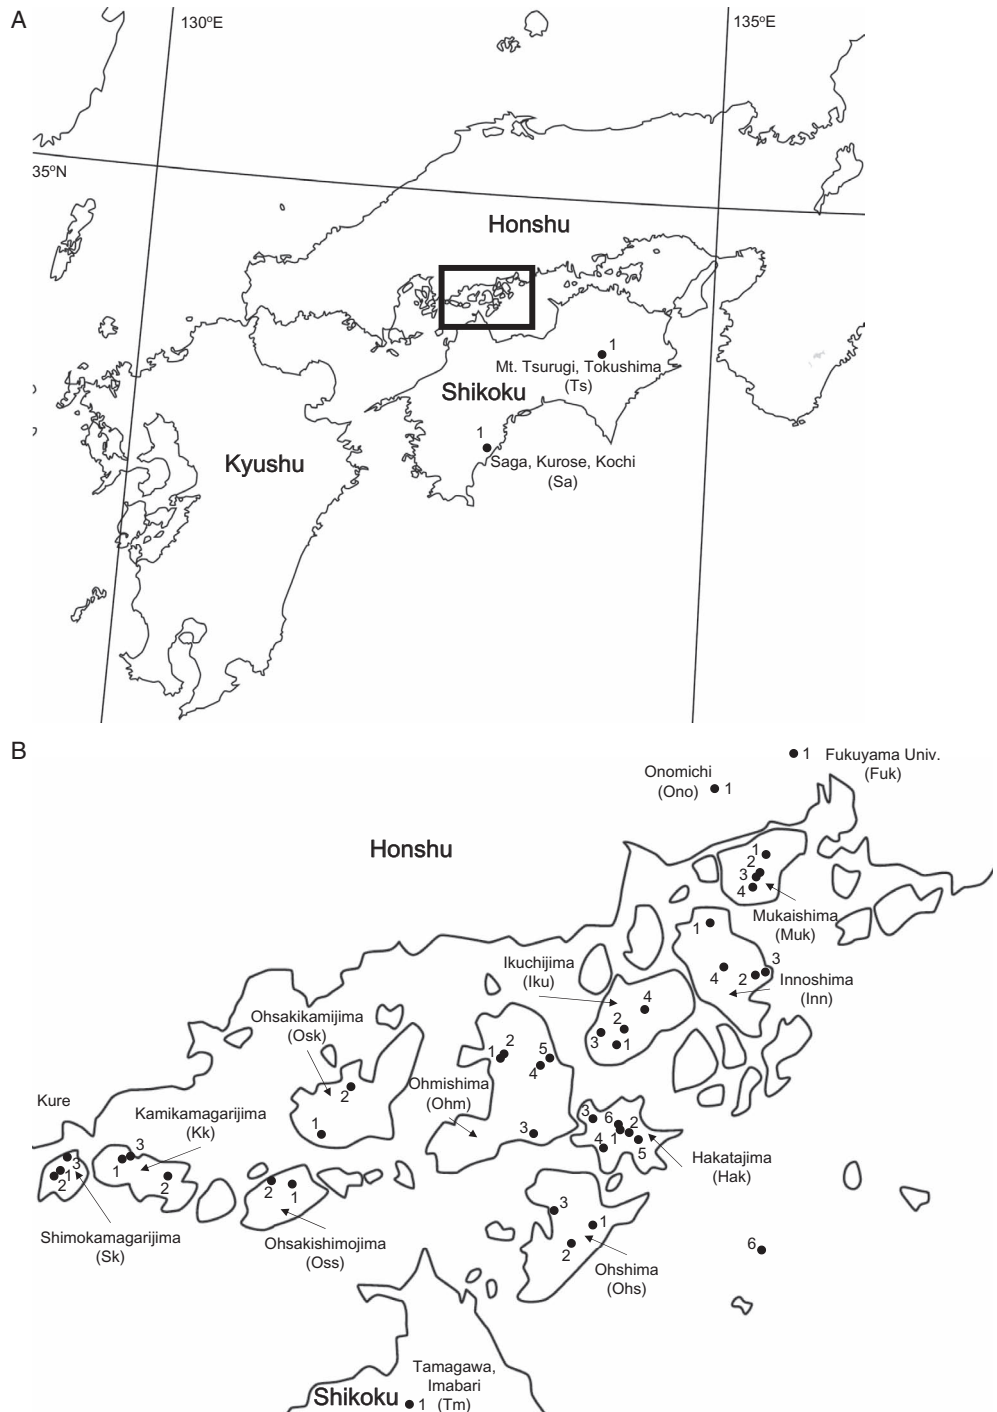 A
130ºE
135ºE
35ºN
Honshu
1
Mt. Tsurugi, Tokushima
(Ts)
Shikoku
1
Saga, Kurose, Kochi
(Sa)
Kyushu
B
1 Fukuyama Univ.
(Fuk)
Onomichi
(Ono) 1
Honshu
1
2
3
4
Mukaishima
(Muk)
1
4
2
3
Innoshima
(Inn)
Ikuchijima
(Iku)
4
2
3
1
Ohsakikamijima
(Osk)
2
1
Ohmishima
(Ohm)
1
2
5
4
3
Kure
Kamikamagarijima
(Kk)
3
1
2
3
1
2
Shimokamagarijima
(Sk)
2
1
Ohsakishimojima
(Oss)
3
6
2
1
4
5
Hakatajima
(Hak)
3
1
2
Ohshima
(Ohs)
6
Tamagawa,
Imabari
Shikoku 1 (Tm)